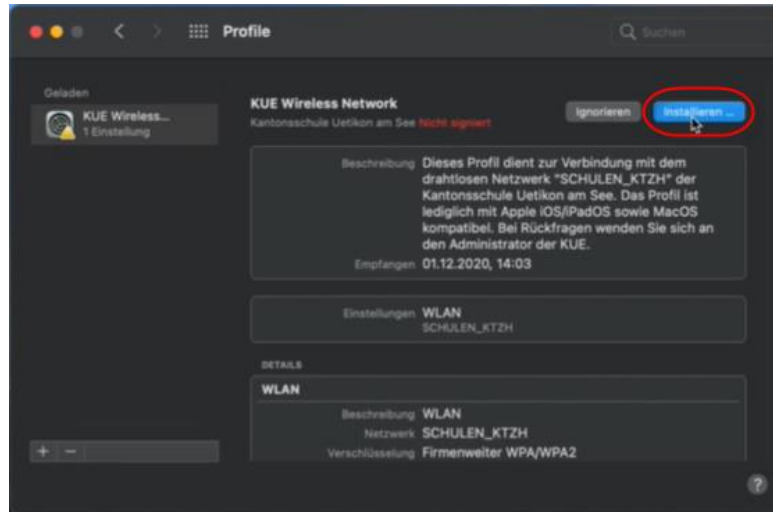 Profile
Suchen
Geladen
KUE Wireless...
1 Einstellung
KUE Wireless Network
Kantonsschule Uetikon am See Nicht signiert
Ignorieren
Installieren ...
Beschreibung Dieses Profil dient zur Verbindung mit dem
drahtlosen Netzwerk "SCHULEN_KTZH" der
Kantonsschule Uetikon am See. Das Profil ist
lediglich mit Apple iOS/iPadOS sowie MacOS
kompatibel. Bei Rückfragen wenden Sie sich an
den Administrator der KUE.
Empfangen 01.12.2020, 14:03
Einstellungen WLAN
SCHULEN_KTZH
DETAILS
WLAN
Beschreibung WLAN
Netzwerk SCHULEN_KTZH
Verschlüsselung Firmenweiter WPA/WPA2
+ −
?